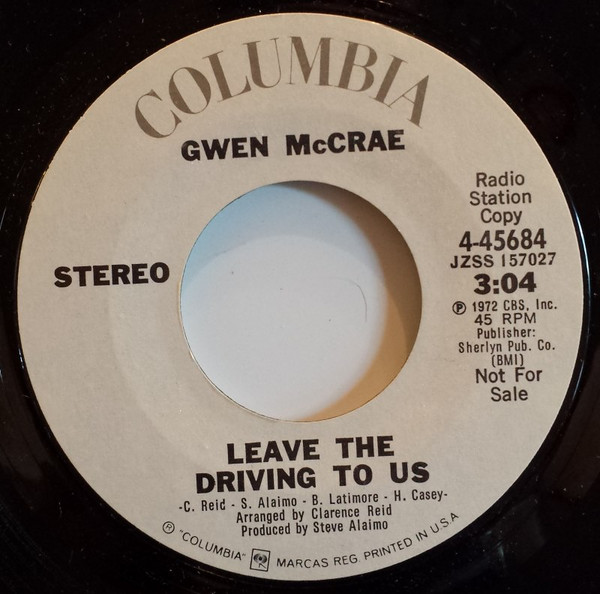 COLUMBIA
GWEN McCRAE
STEREO
Radio
Station
Copy
4-45684
JZSS 157027
3:04
℗ 1972 CBS, Inc.
45 RPM
Publisher:
Sherlyn Pub. Co.
(BMI)
Not For
Sale
LEAVE THE
DRIVING TO US
-C. Reid - S. Alaimo - B. Latimore - H. Casey-
Arranged by Clarence Reid
Produced by Steve Alaimo
® "COLUMBIA" MARCAS REG. PRINTED IN U.S.A